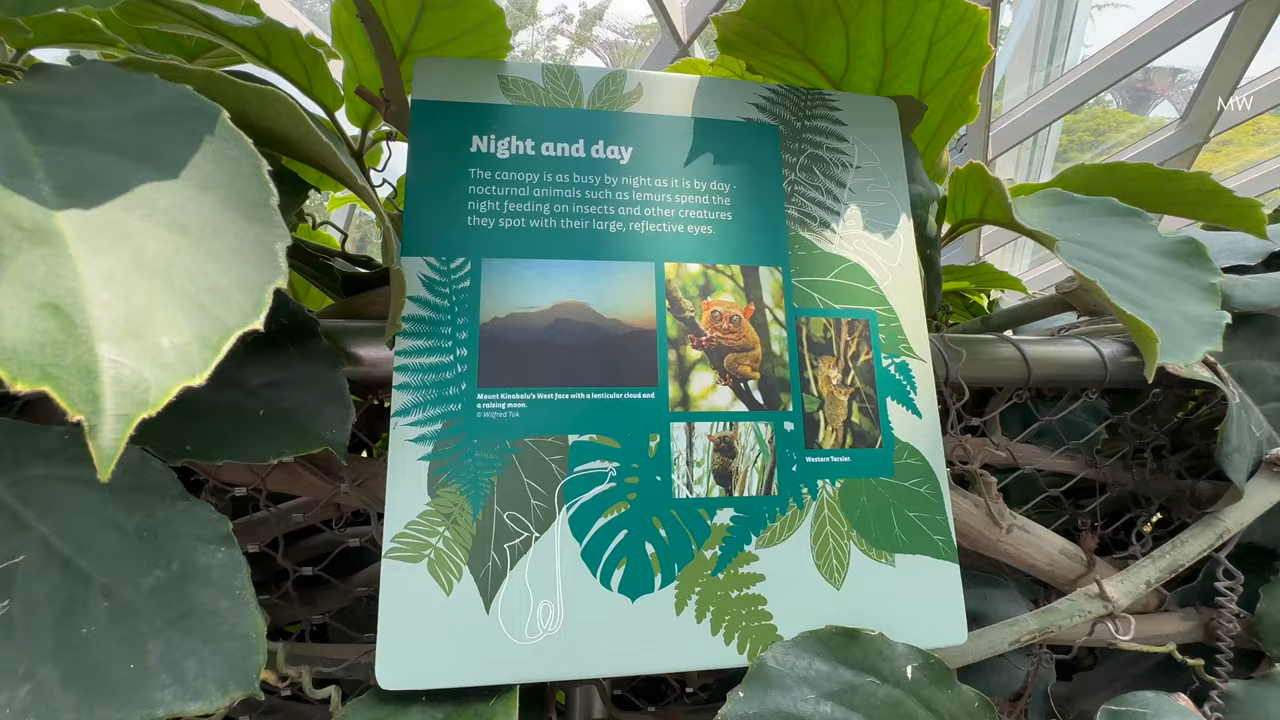 MW
Night and day
The canopy is as busy by night as it is by day -
nocturnal animals such as lemurs spend the
night feeding on insects and other creatures
they spot with their large, reflective eyes.
Mount Kinabalu's West face with a lenticular cloud and
a raising moon.
© Wilfred Tok
Western Tarsier.